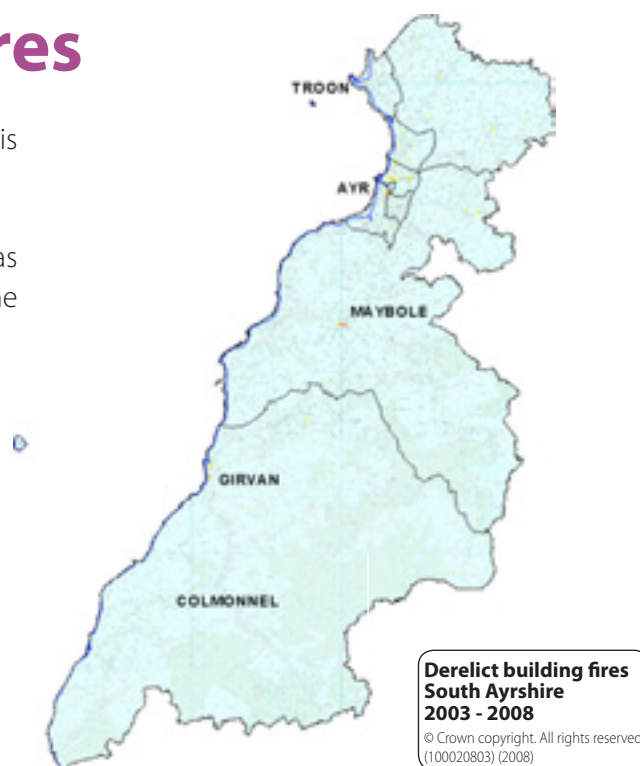 res
is
as
ne
TROON
AYR
MAYBOLE
GIRVAN
COLMONNEL
Derelict building fires
South Ayrshire
2003 - 2008
© Crown copyright. All rights reserved
(100020803) (2008)